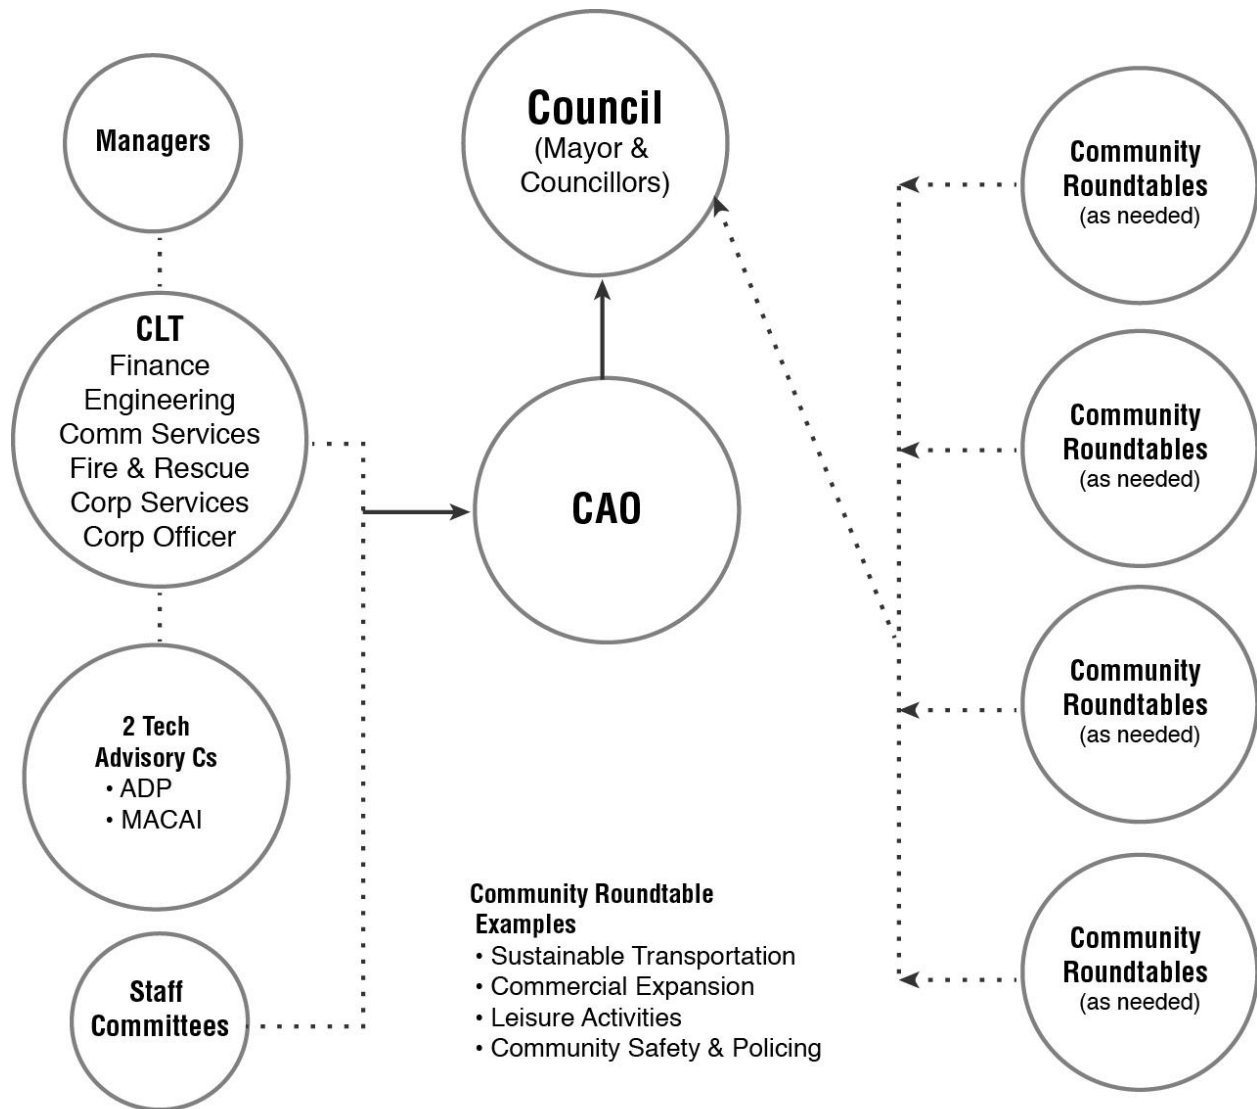 Managers
CLT
Finance
Engineering
Comm Services
Fire & Rescue
Corp Services
Corp Officer
2 Tech
Advisory Cs
• ADP
• MACAI
Staff
Committees
Council
(Mayor &
Councillors)
CAO
Community Roundtable
Examples
• Sustainable Transportation
• Commercial Expansion
• Leisure Activities
• Community Safety & Policing
Community
Roundtables
(as needed)
Community
Roundtables
(as needed)
Community
Roundtables
(as needed)
Community
Roundtables
(as needed)